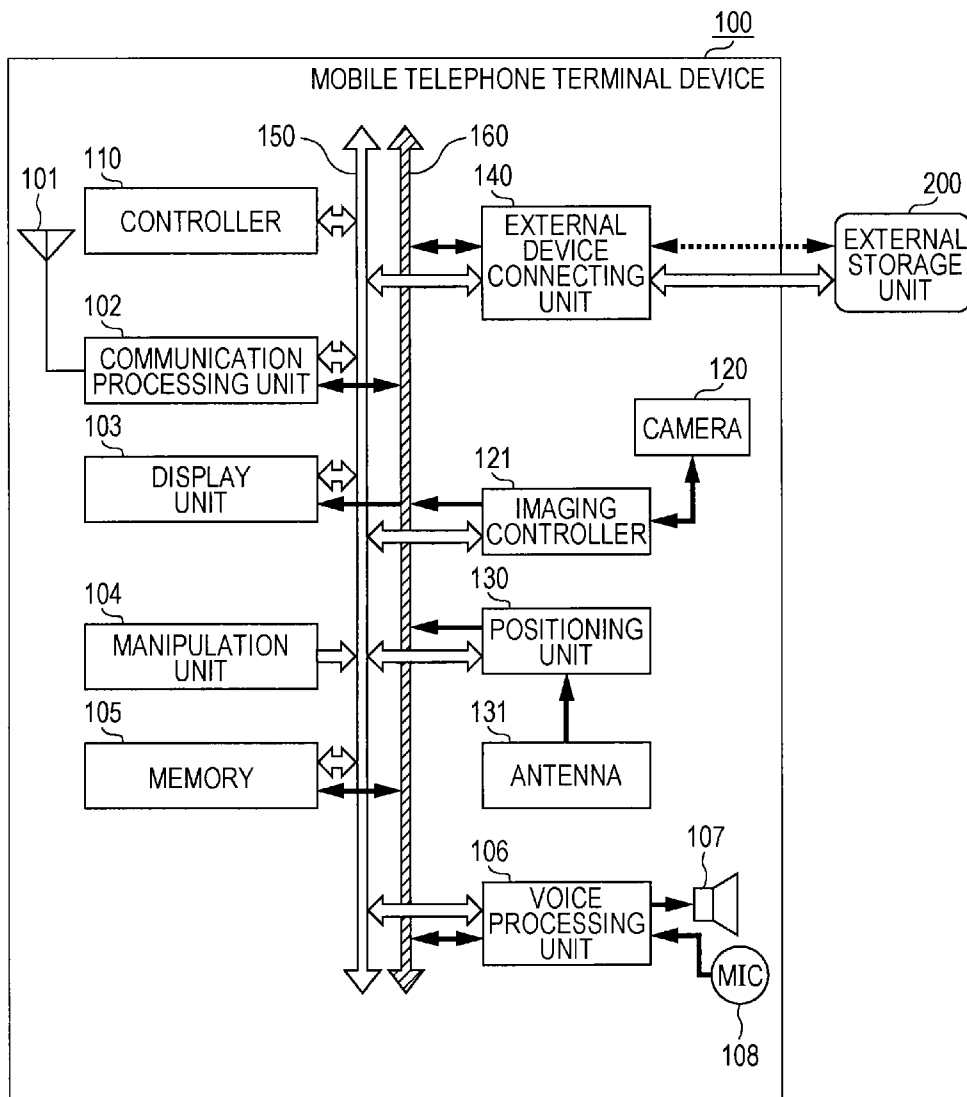 100
MOBILE TELEPHONE TERMINAL DEVICE
150
160
110
CONTROLLER
101
140
EXTERNAL
DEVICE
CONNECTING
UNIT
200
EXTERNAL
STORAGE
UNIT
102
COMMUNICATION
PROCESSING UNIT
120
CAMERA
103
DISPLAY
UNIT
121
IMAGING
CONTROLLER
104
MANIPULATION
UNIT
130
POSITIONING
UNIT
105
MEMORY
131
ANTENNA
106
VOICE
PROCESSING
UNIT
107
MIC
108